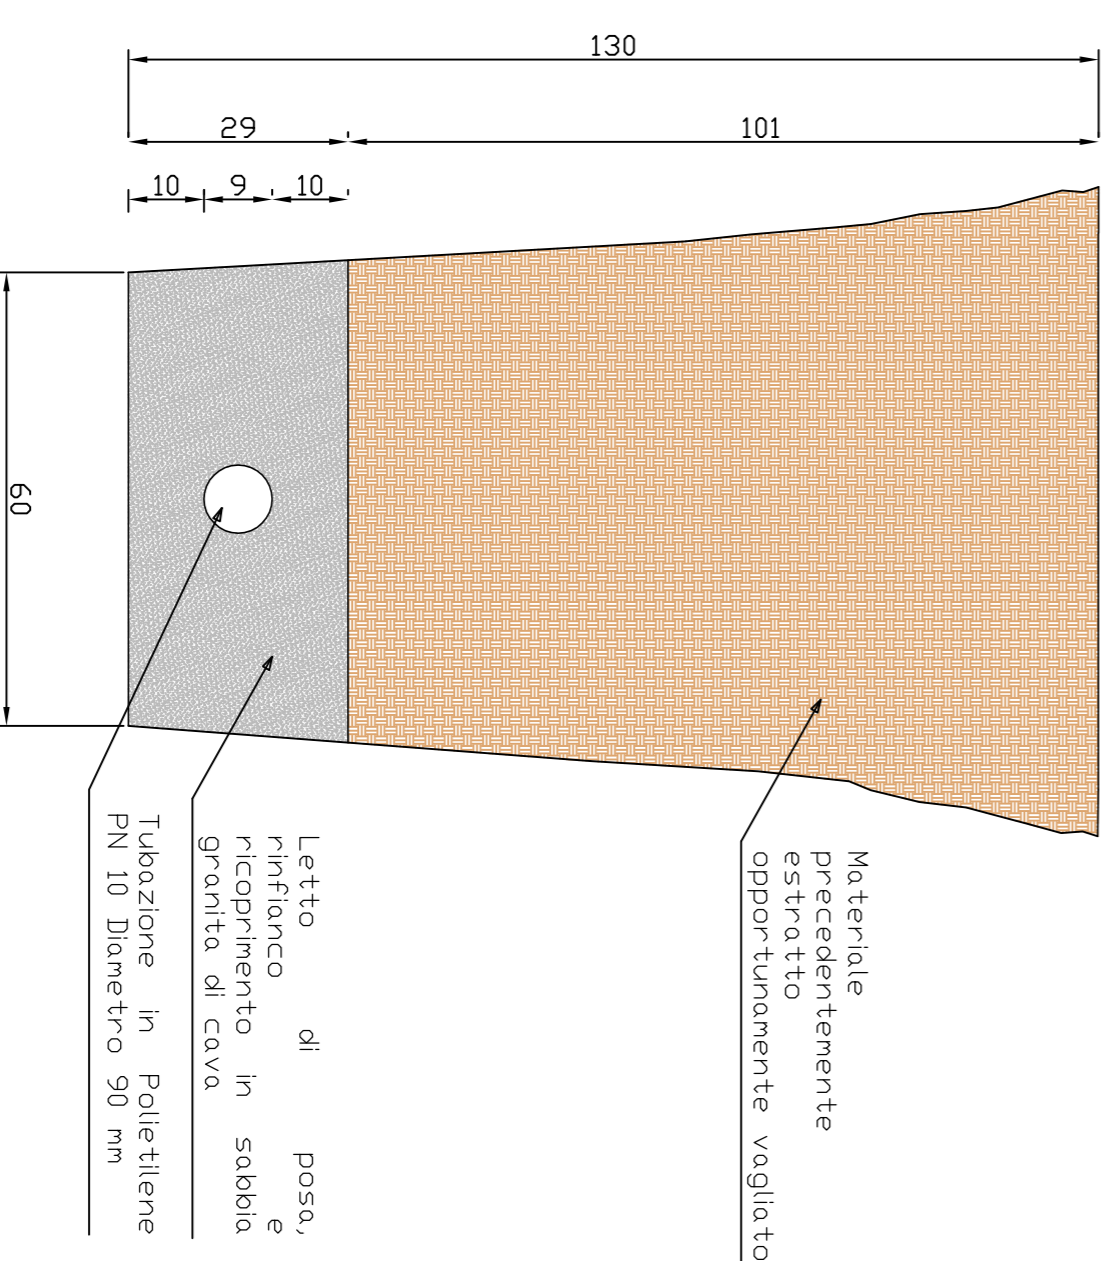 130
29
101
10
9
10
60
Materiale
precedentemente
estratto
opportunamente vagliato
Letto di posa,
rinfianco e
ricoprimento in sabbia
granita di cava
Tubazione in Polietilene
PN 10 Diametro 90 mm